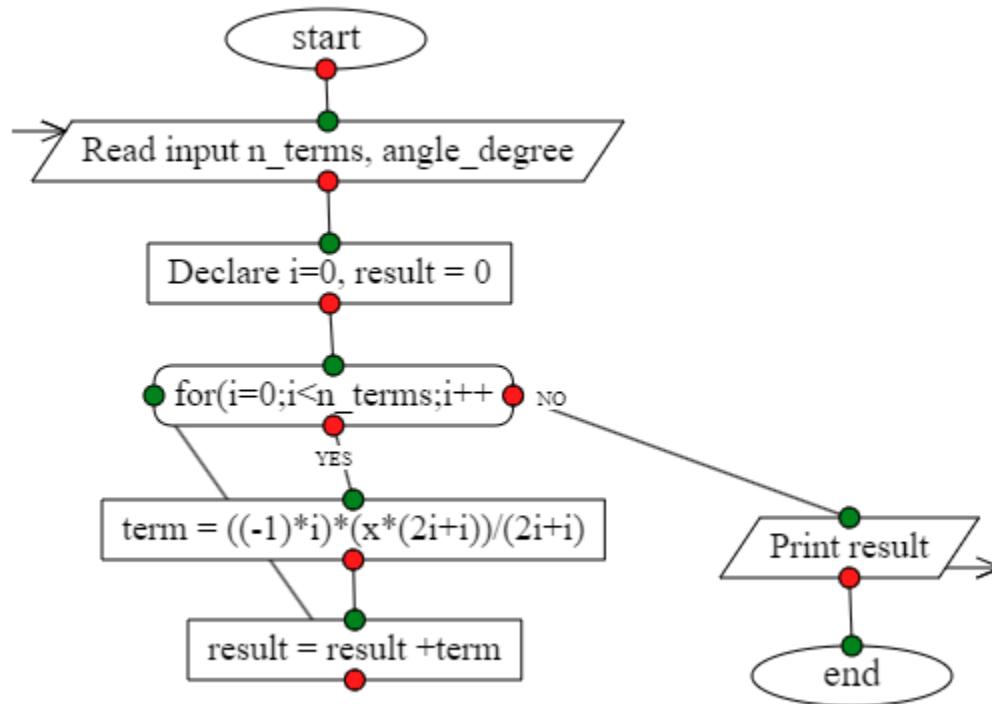 start
Read input n_terms, angle_degree
Declare i=0, result = 0
for(i=0;i<n_terms;i++
NO
YES
term = ((-1)*i)*(x*(2i+i))/(2i+i)
Print result
result = result +term
end